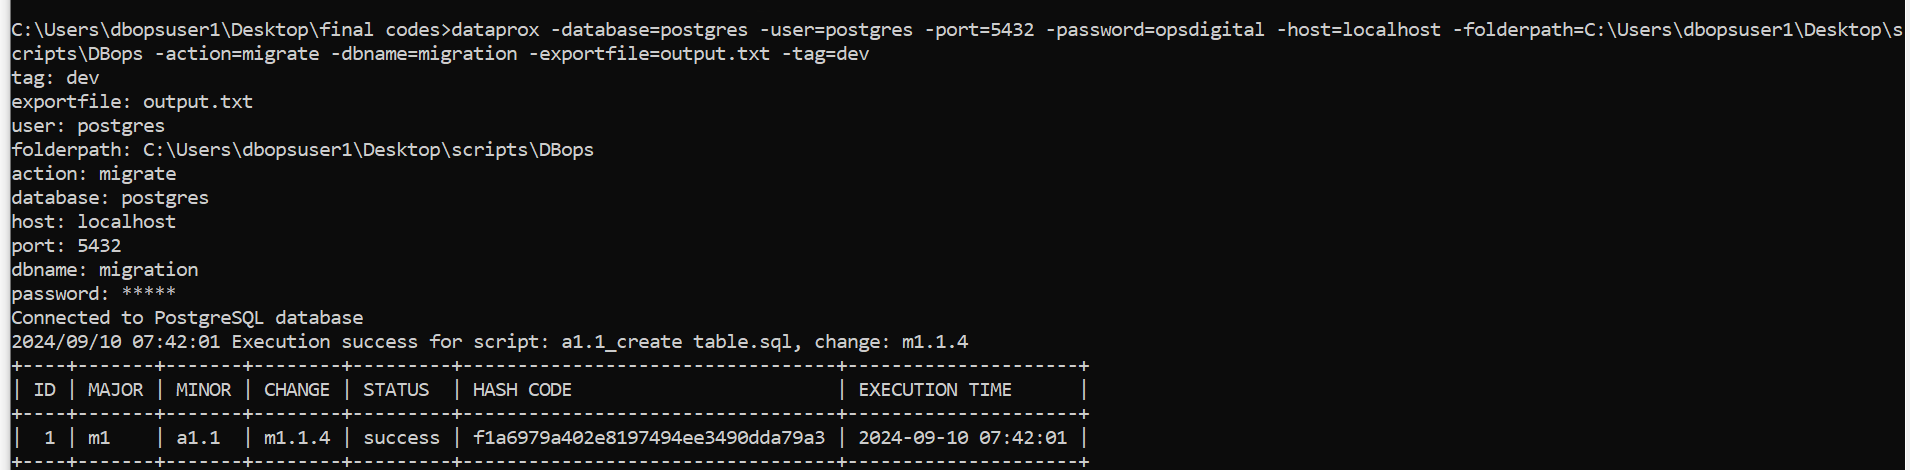 C:\Users\dbopsuser1\Desktop\final codes>dataprox -database=postgres -user=postgres -port=5432 -password=opsdigital -host=localhost -folderpath=C:\Users\dbopsuser1\Desktop\s
cripts\DBops -action=migrate -dbname=migration -exportfile=output.txt -tag=dev
tag: dev
exportfile: output.txt
user: postgres
folderpath: C:\Users\dbopsuser1\Desktop\scripts\DBops
action: migrate
database: postgres
host: localhost
port: 5432
dbname: migration
password: *****
Connected to PostgreSQL database
2024/09/10 07:42:01 Execution success for script: a1.1_create table.sql, change: m1.1.4
+----+-------+-------+--------+---------+----------------------------------+---------------------+
| ID | MAJOR | MINOR | CHANGE | STATUS  | HASH CODE                        | EXECUTION TIME      |
+----+-------+-------+--------+---------+----------------------------------+---------------------+
|  1 | m1    | a1.1  | m1.1.4 | success | f1a6979a402e8197494ee3490dda79a3 | 2024-09-10 07:42:01 |
+----+-------+-------+--------+---------+----------------------------------+---------------------+